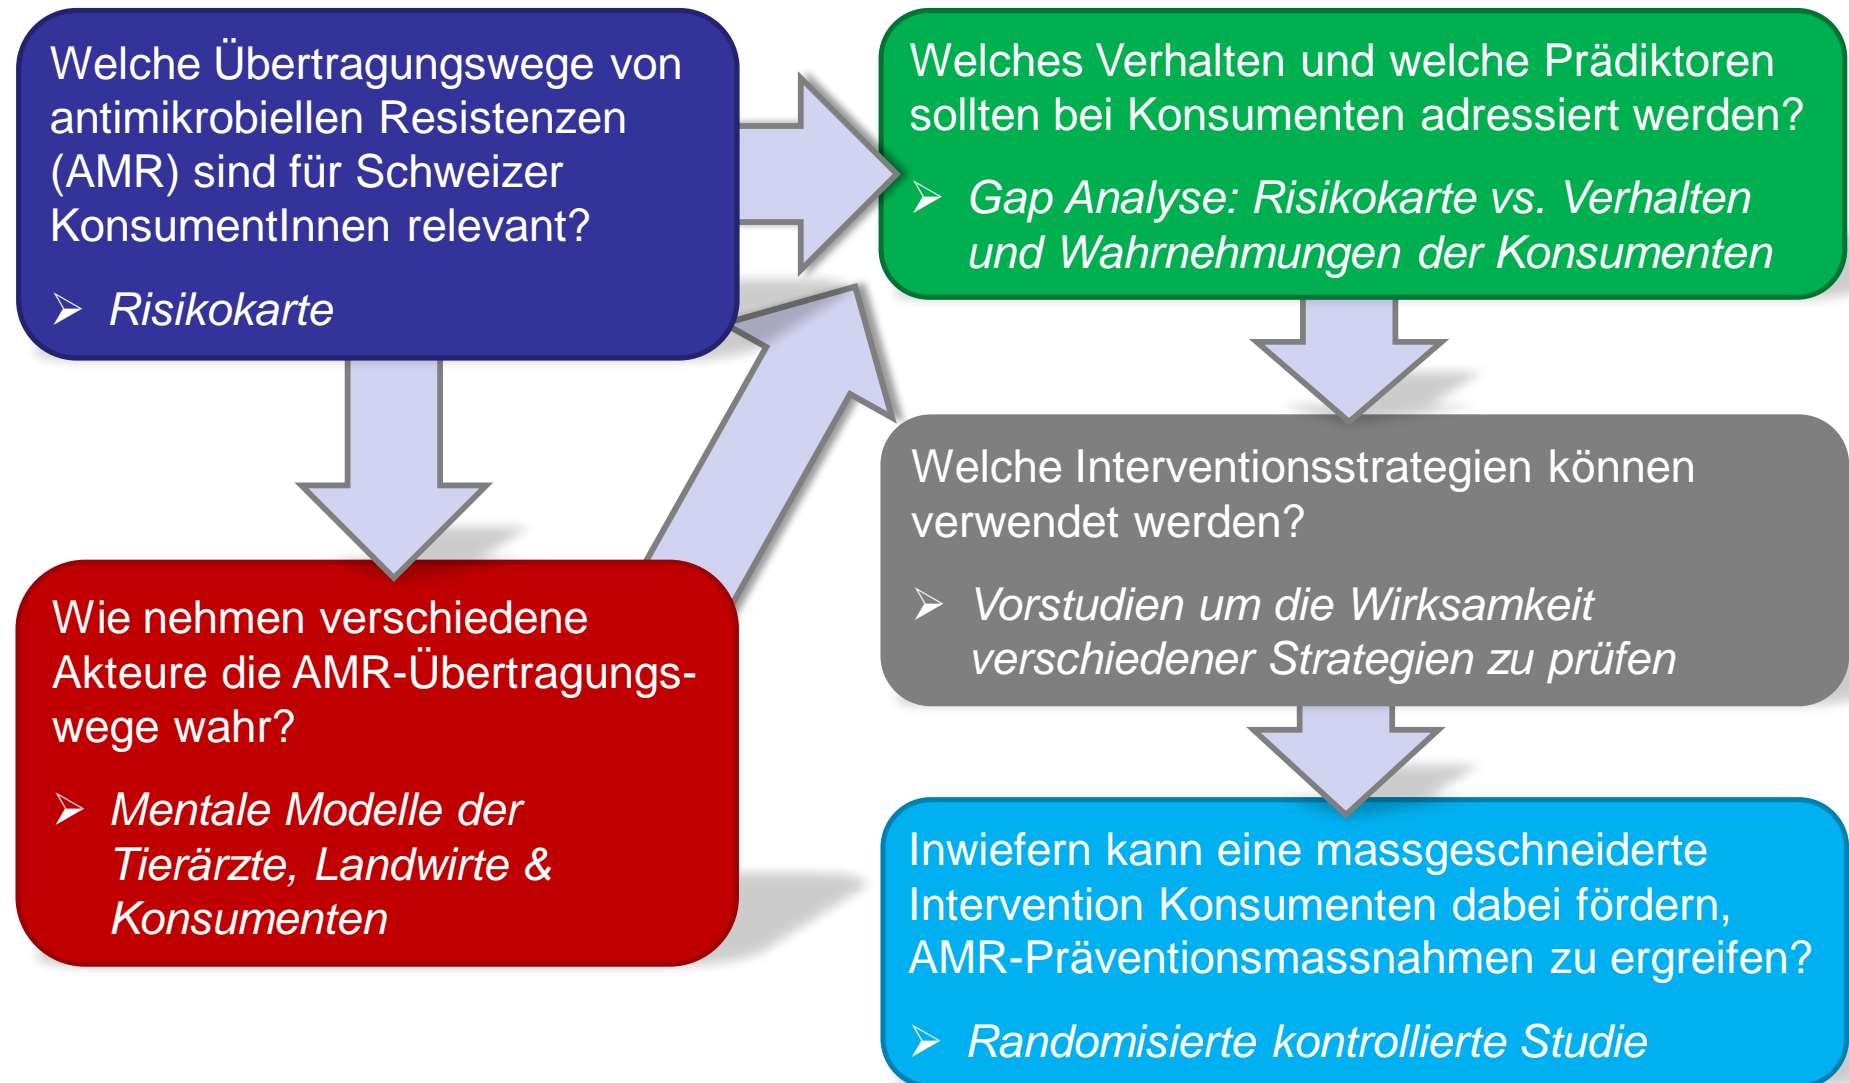 Welche Übertragungswege von
antimikrobiellen Resistenzen
(AMR) sind für Schweizer
KonsumentInnen relevant?
➢ Risikokarte
Wie nehmen verschiedene
Akteure die AMR-Übertragungs-
wege wahr?
➢ Mentale Modelle der
Tierärzte, Landwirte &
Konsumenten
Welches Verhalten und welche Prädiktoren
sollten bei Konsumenten adressiert werden?
➢ Gap Analyse: Risikokarte vs. Verhalten
und Wahrnehmungen der Konsumenten
Welche Interventionsstrategien können
verwendet werden?
➢ Vorstudien um die Wirksamkeit
verschiedener Strategien zu prüfen
Inwiefern kann eine massgeschneiderte
Intervention Konsumenten dabei fördern,
AMR-Präventionsmassnahmen zu ergreifen?
➢ Randomisierte kontrollierte Studie